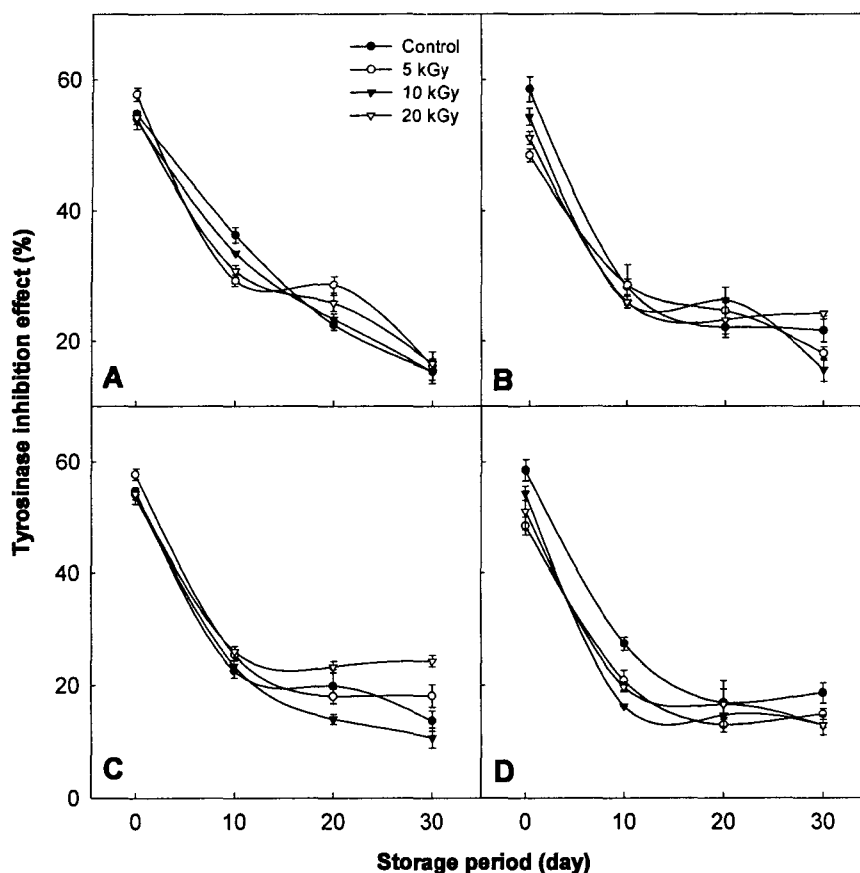 Control
5 kGy
10 kGy
20 kGy
60
40
20
A
B
Tyrosinase inhibition effect (%)
60
40
20
0
C
D
0 10 20 30 0 10 20 30
Storage period (day)